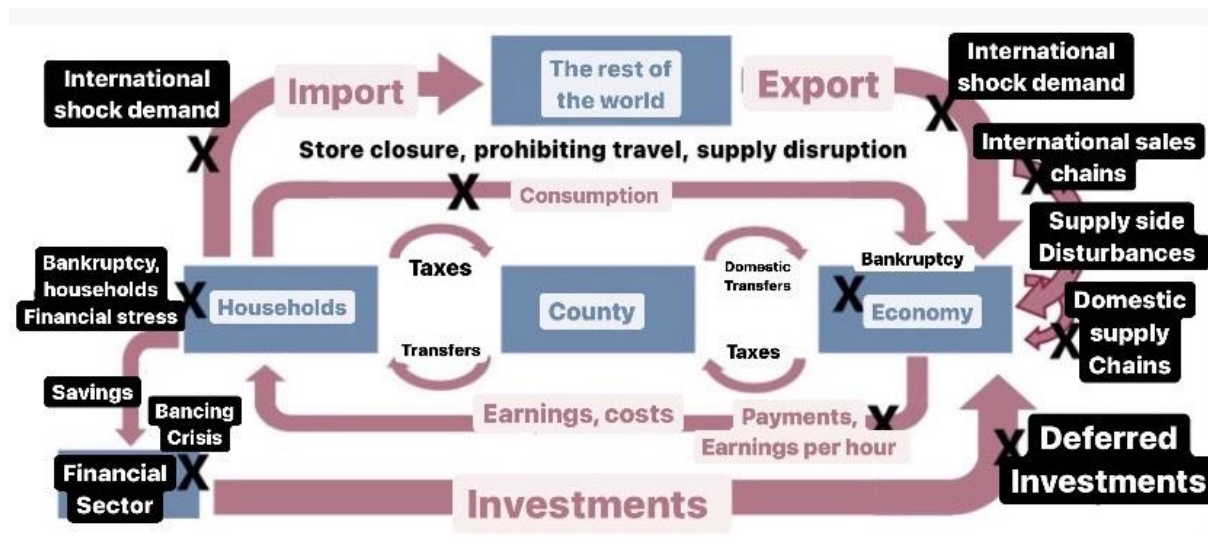 International
shock demand
Import
The rest of
the world
Export
International
shock demand
Store closure, prohibiting travel, supply disruption
International sales
chains
Consumption
Supply side
Disturbances
Bankruptcy,
households
Financial stress
Households
Taxes
Transfers
County
Domestic
Transfers
Taxes
Bankruptcy
Economy
Domestic
supply
Chains
Savings
Bancing
Crisis
Earnings, costs
Payments,
Earnings per hour
Financial
Sector
Investments
Deferred
Investments
X
X
X
X
X
X
X
X
X
X